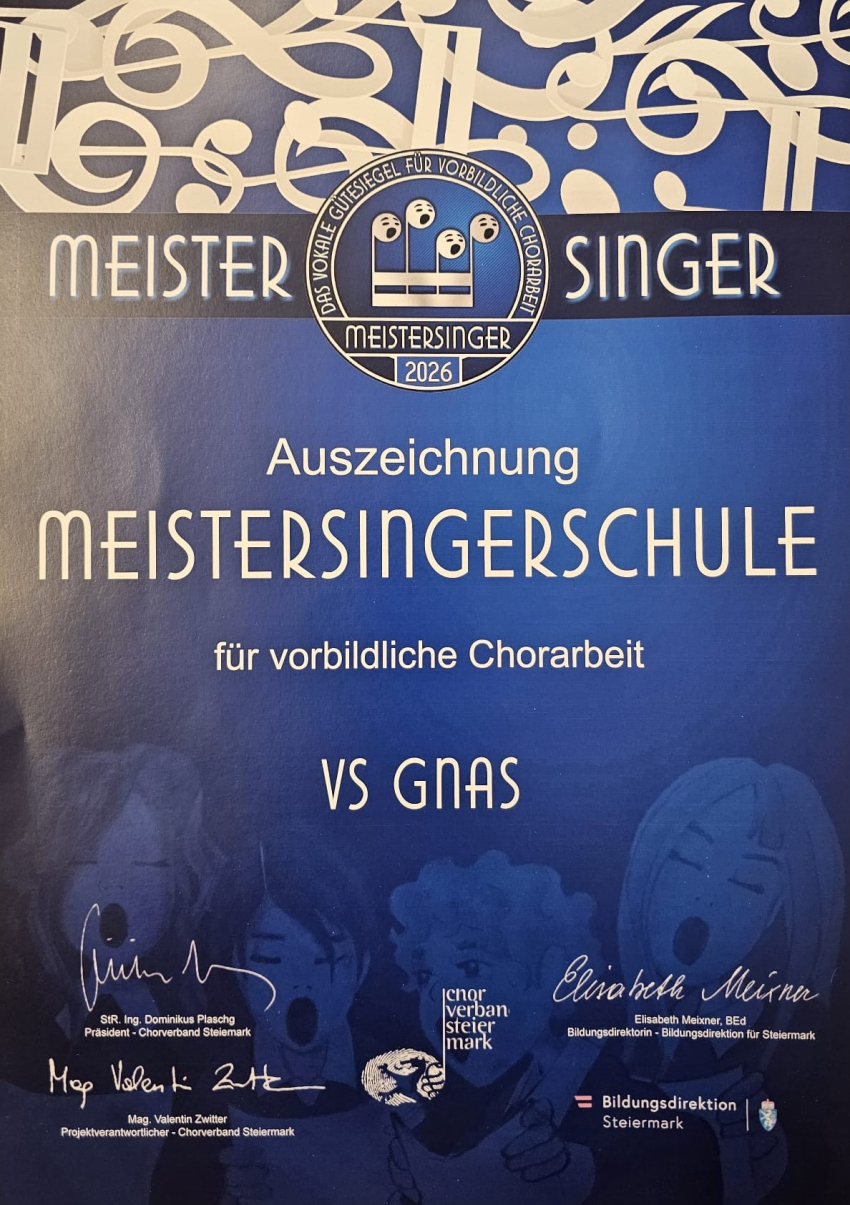 DAS VOKALE GÜTESIEGEL FÜR VORBILDLICHE CHORARBEIT
MEISTER SINGER
MEISTERSINGER
2026
Auszeichnung
MEISTERSINGERSCHULE
für vorbildliche Chorarbeit
VS GNAS
Elisabeth Meixner
StR. Ing. Dominikus Plaschg
Präsident - Chorverband Steiemark
Mag Valentin Zwitter
Mag. Valentin Zwitter
Projektverantwortlicher - Chorverband Steiermark
chor
verban
steier
mark
Elisabeth Meixner, BEd
Bildungsdirektorin - Bildungsdirektion für Steiermark
Bildungsdirektion
Steiermark